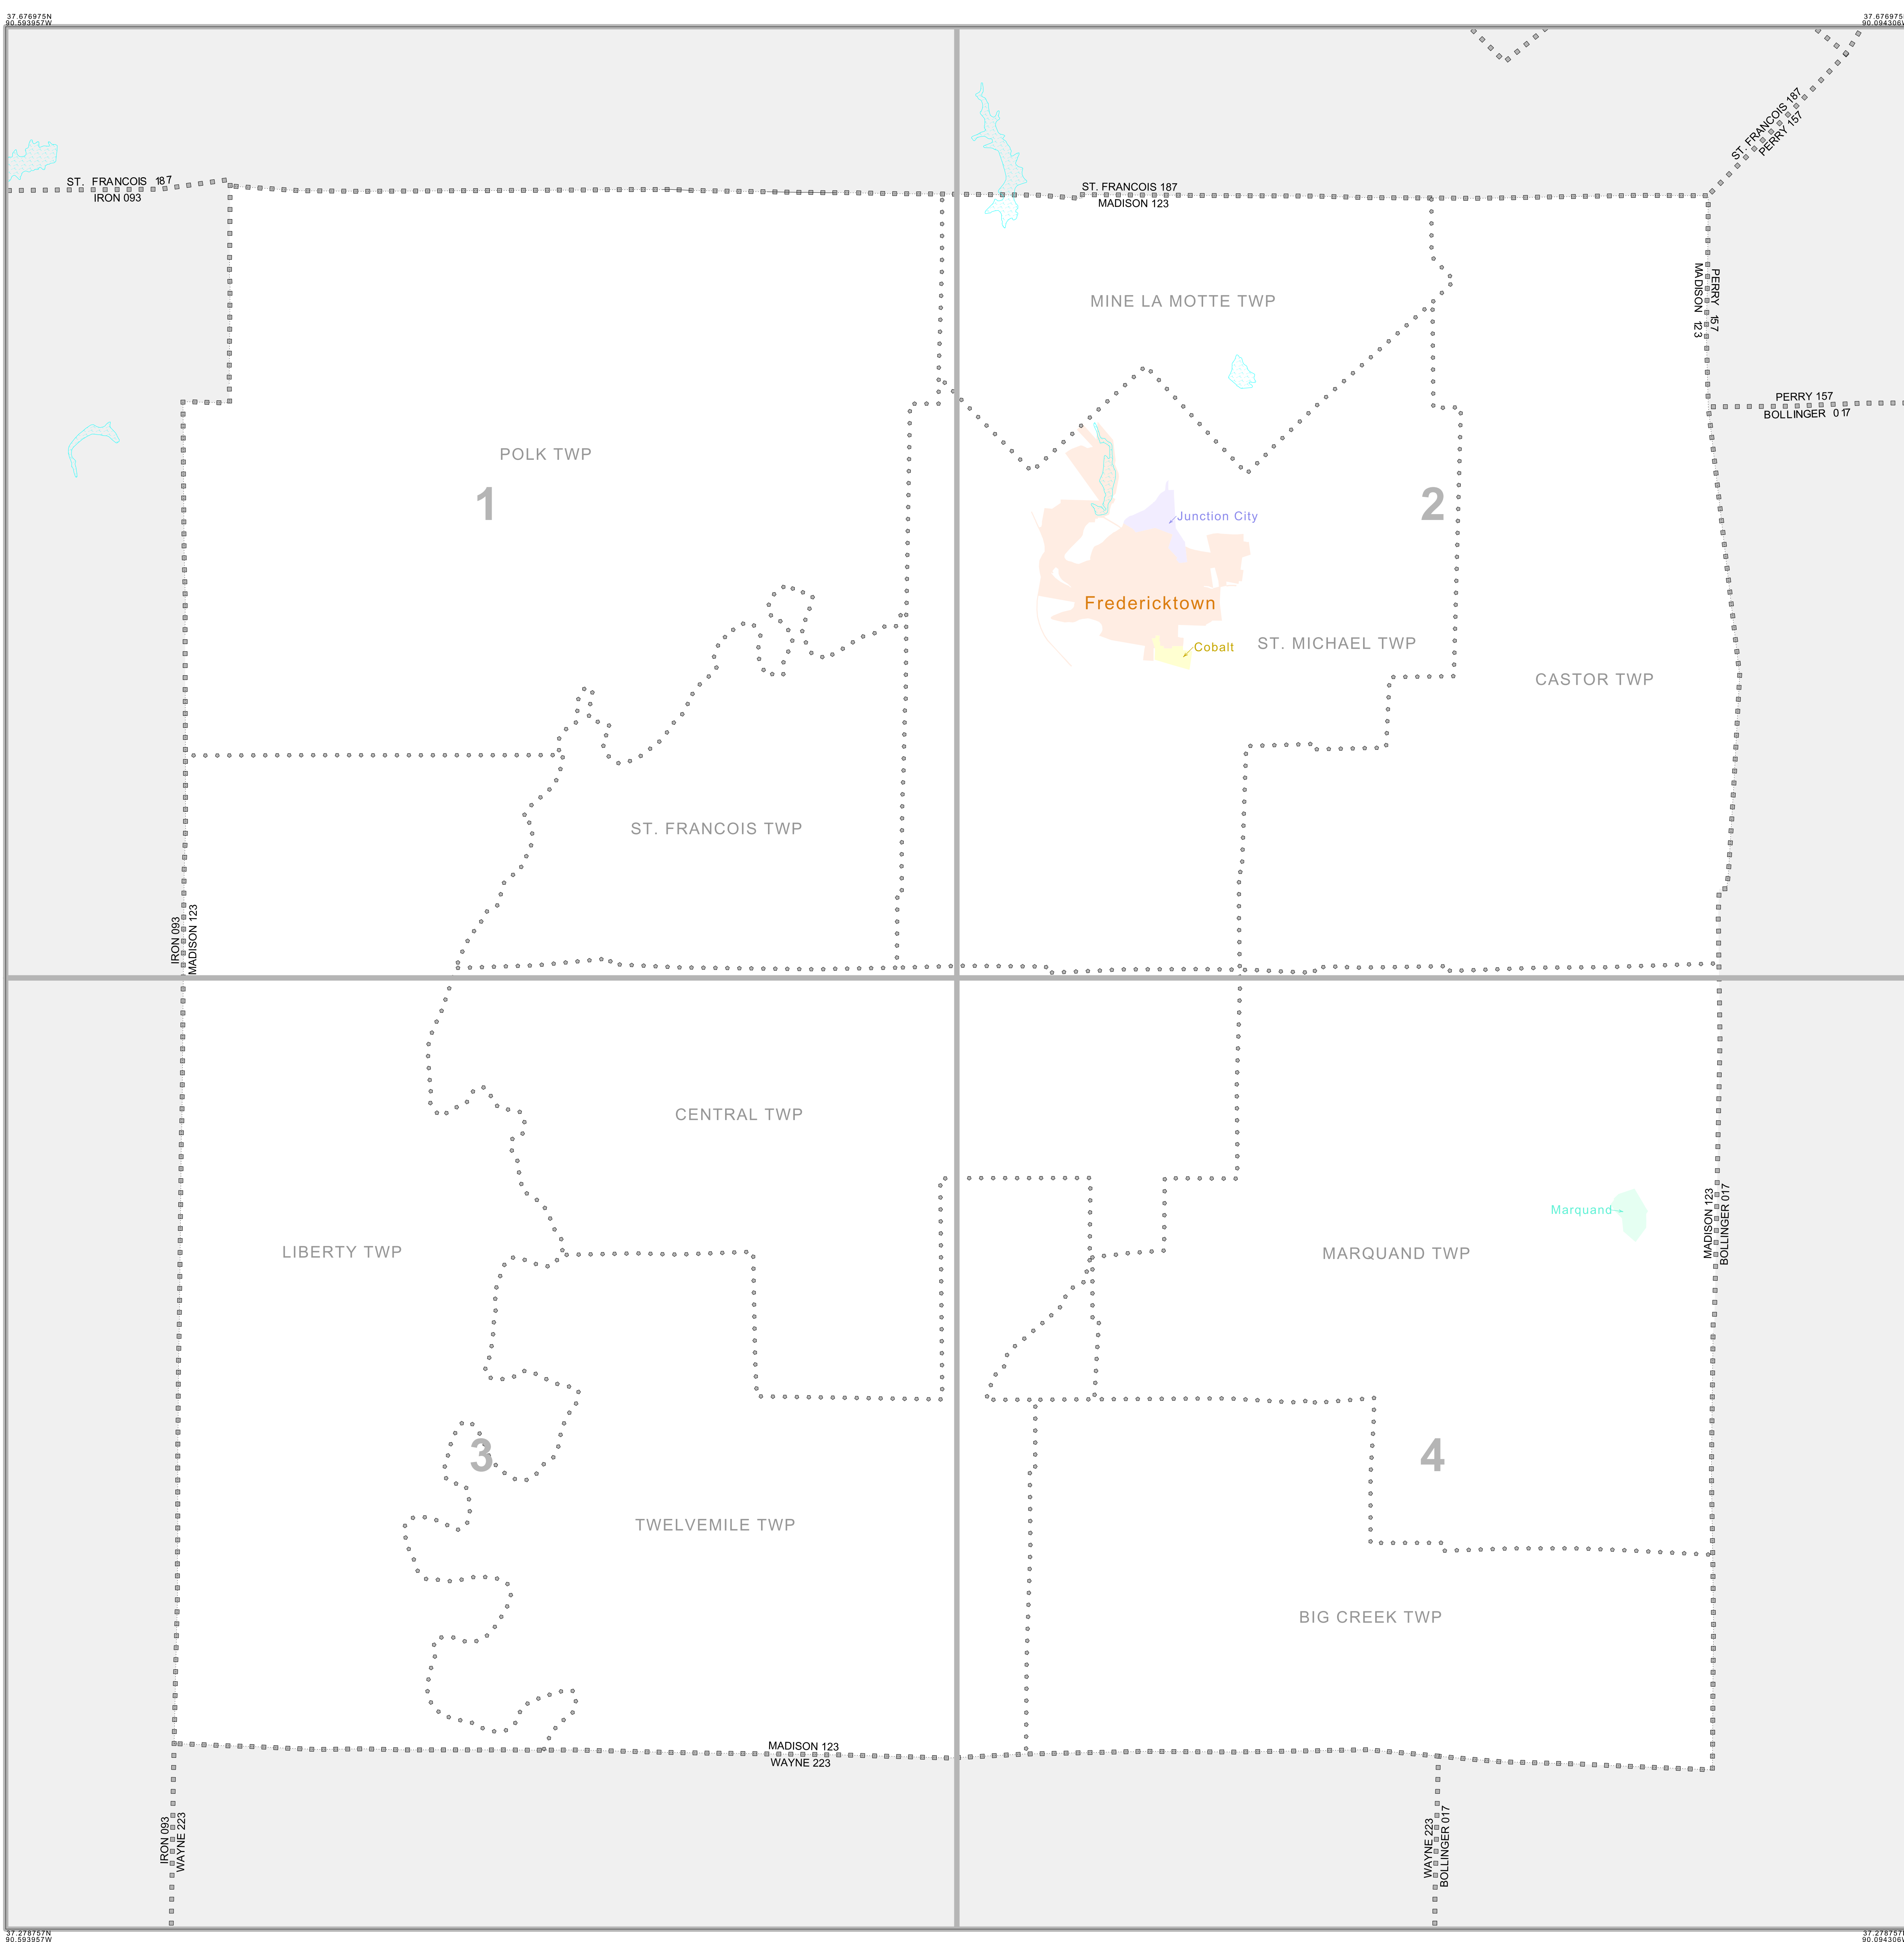 37.676975N
90.593957W
37.676975
90.094306W
ST. FRANCOIS 187
PERRY 157
ST. FRANCOIS 187
IRON 093
ST. FRANCOIS 187
MADISON 123
MINE LA MOTTE TWP
PERRY 157
MADISON 123
PERRY 157
BOLLINGER 017
POLK TWP
1
2
Junction City
Fredericktown
Cobalt
ST. MICHAEL TWP
CASTOR TWP
ST. FRANCOIS TWP
IRON 093
MADISON 123
CENTRAL TWP
Marquand
MADISON 123
BOLLINGER 017
LIBERTY TWP
MARQUAND TWP
3
4
TWELVEMILE TWP
BIG CREEK TWP
MADISON 123
WAYNE 223
IRON 093
WAYNE 223
WAYNE 223
BOLLINGER 017
37.278757N
90.593957W
37.278757N
90.094306W